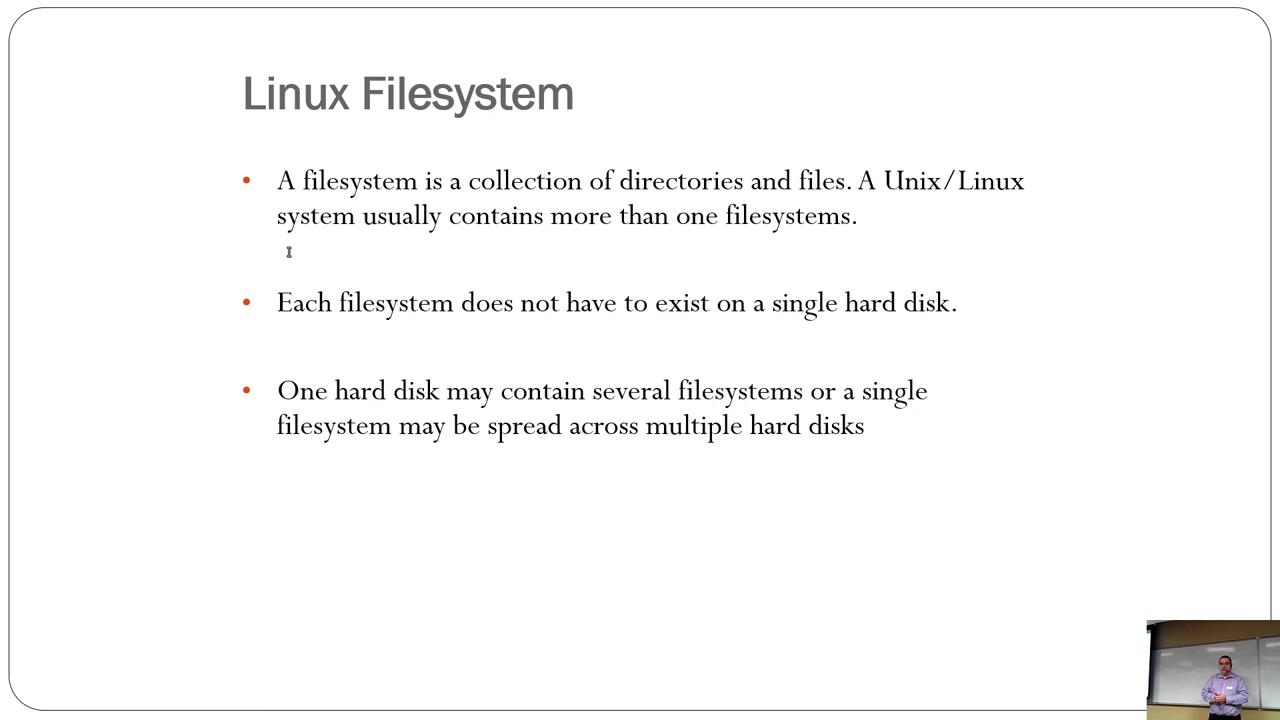 Linux Filesystem
• A filesystem is a collection of directories and files. A Unix/Linux
system usually contains more than one filesystems.
• Each filesystem does not have to exist on a single hard disk.
• One hard disk may contain several filesystems or a single
filesystem may be spread across multiple hard disks